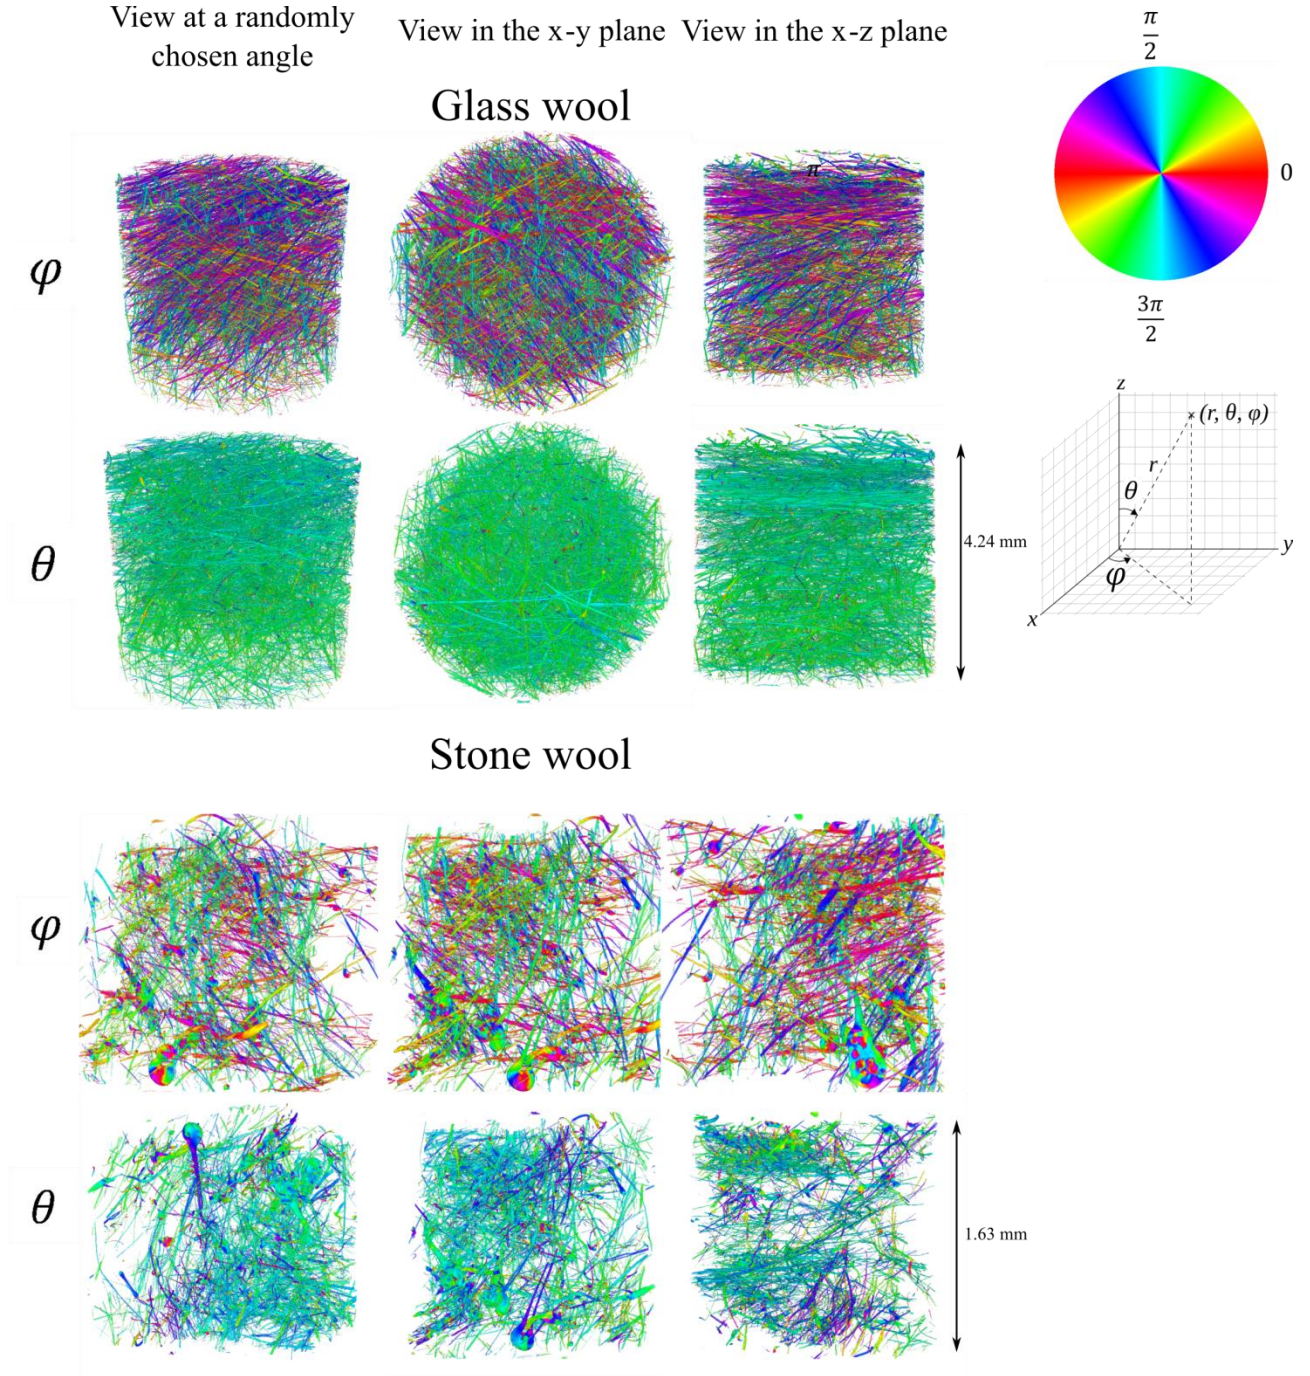 View at a randomly
chosen angle
View in the x-y plane
View in the x-z plane
π
2
0
3π
2
Glass wool
π
φ
θ
4.24 mm
z
(r, θ, φ)
r
θ
y
φ
x
Stone wool
φ
θ
1.63 mm